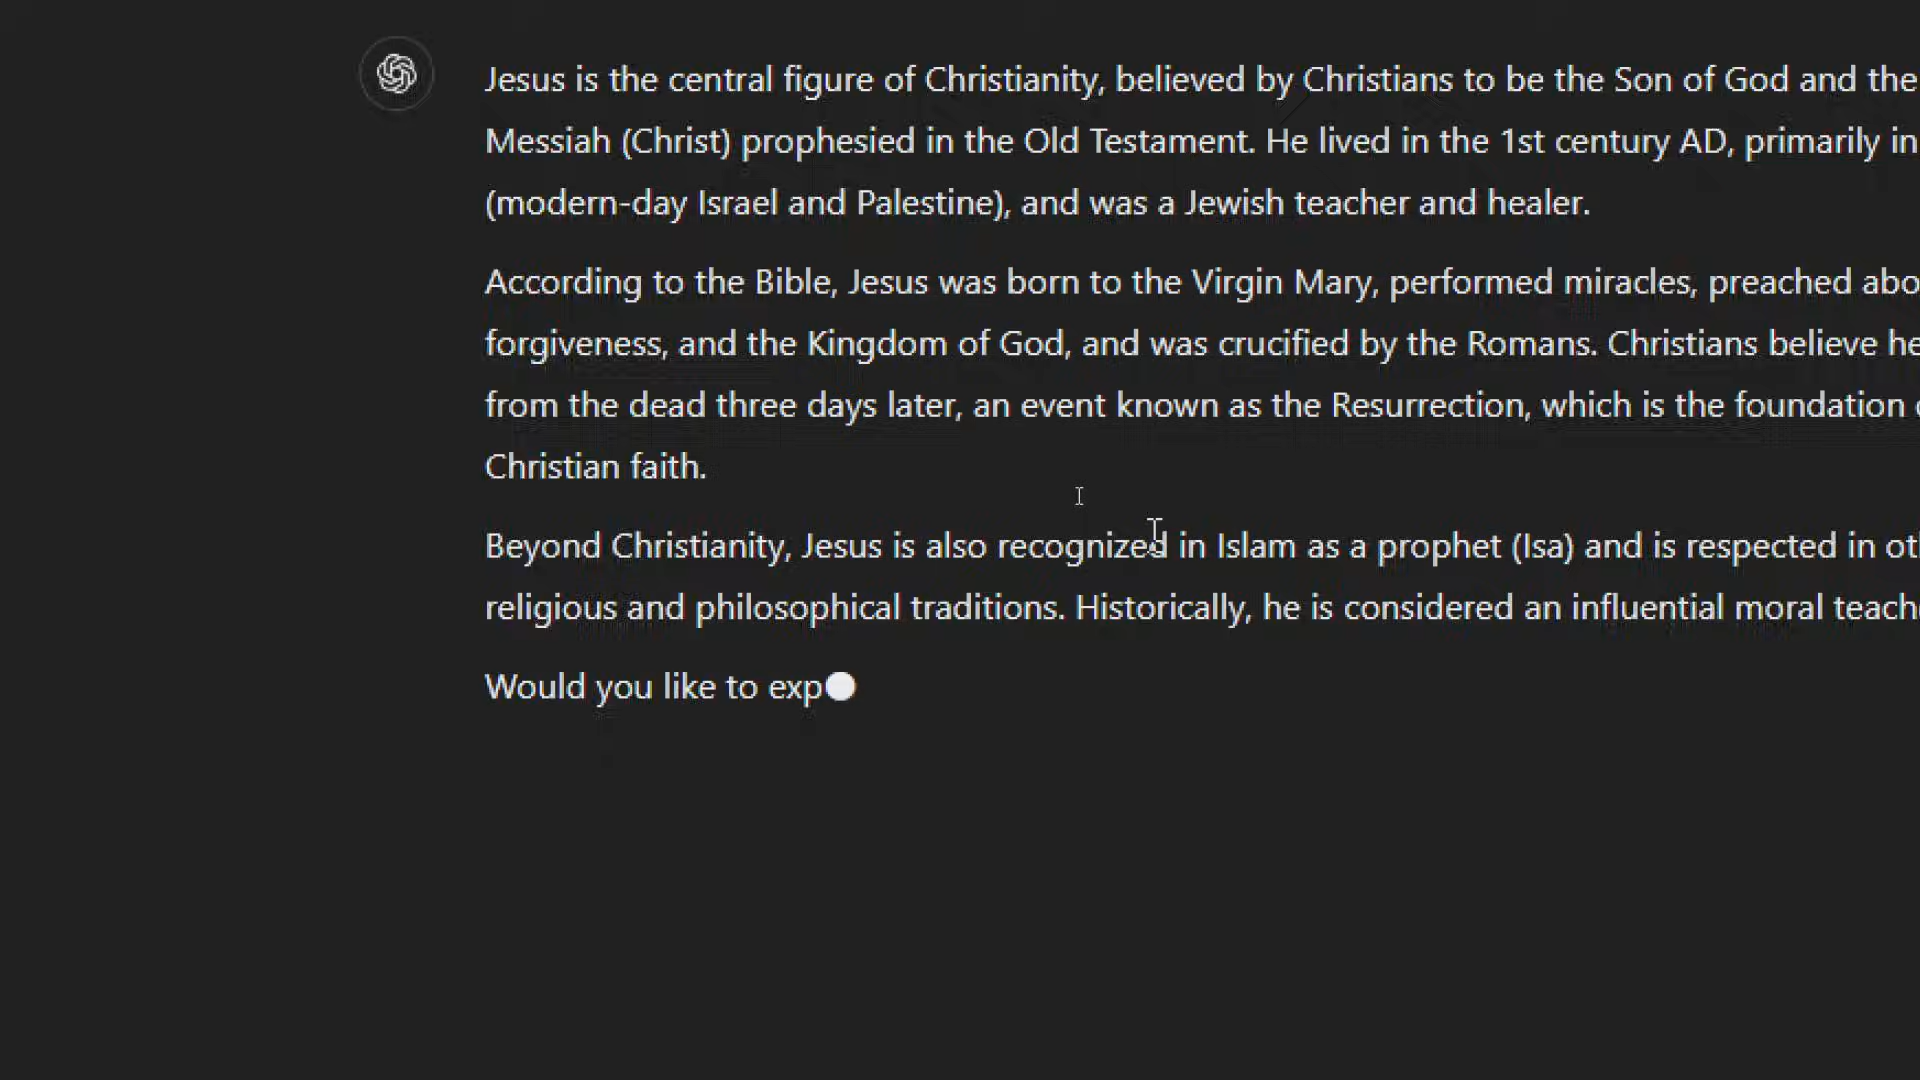 Jesus is the central figure of Christianity, believed by Christians to be the Son of God and the
Messiah (Christ) prophesied in the Old Testament. He lived in the 1st century AD, primarily in
(modern-day Israel and Palestine), and was a Jewish teacher and healer.
According to the Bible, Jesus was born to the Virgin Mary, performed miracles, preached abo
forgiveness, and the Kingdom of God, and was crucified by the Romans. Christians believe he
from the dead three days later, an event known as the Resurrection, which is the foundation
Christian faith.
Beyond Christianity, Jesus is also recognized in Islam as a prophet (Isa) and is respected in ot
religious and philosophical traditions. Historically, he is considered an influential moral teach
Would you like to exp